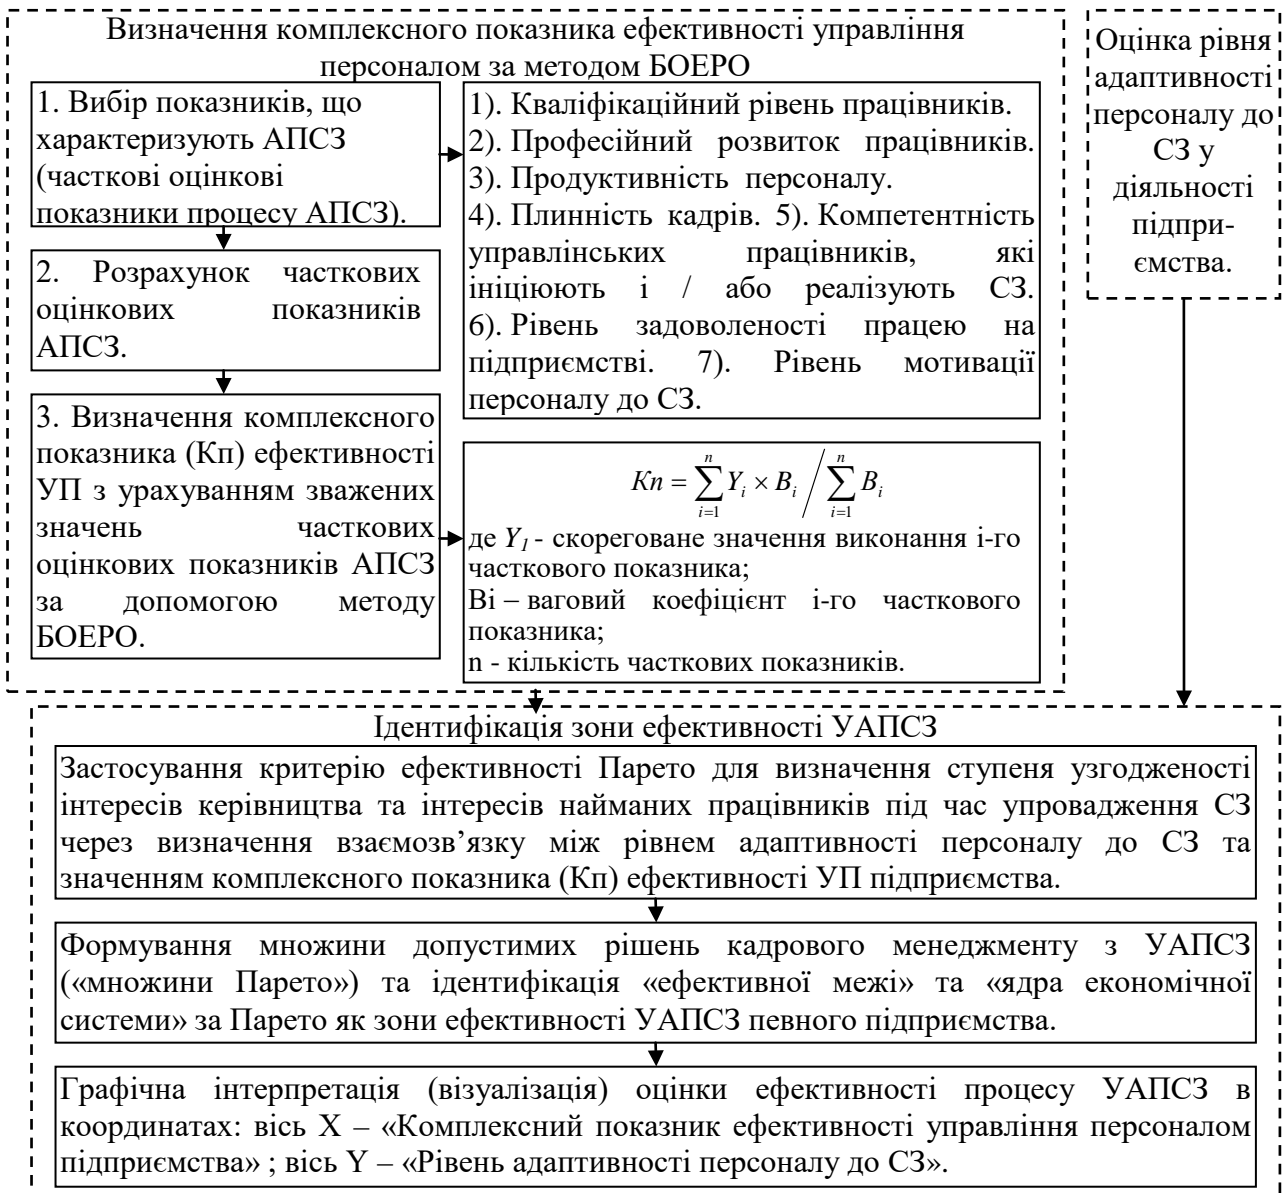 Визначення комплексного показника ефективності управління
персоналом за методом БОЕРО
1. Вибір показників, що
характеризують АПСЗ
(часткові оцінкові
показники процесу АПСЗ).
1). Кваліфікаційний рівень працівників.
2). Професійний розвиток працівників.
3). Продуктивність персоналу.
4). Плинність кадрів. 5). Компетентність
управлінських працівників, які
ініціюють і / або реалізують СЗ.
6). Рівень задоволеності працею на
підприємстві. 7). Рівень мотивації
персоналу до СЗ.
2. Розрахунок часткових
оцінкових показників
АПСЗ.
3. Визначення комплексного
показника (Кп) ефективності
УП з урахуванням зважених
значень часткових
оцінкових показників АПСЗ
за допомогою методу
БОЕРО.
Кп = ∑_{i=1}^{n} Y_i × B_i / ∑_{i=1}^{n} B_i
де Y_1 - скореговане значення виконання і-го
часткового показника;
Ві – ваговий коефіцієнт і-го часткового
показника;
n - кількість часткових показників.
Оцінка рівня
адаптивності
персоналу до
СЗ у
діяльності
підпри-
ємства.
Ідентифікація зони ефективності УАПСЗ
Застосування критерію ефективності Парето для визначення ступеня узгодженості
інтересів керівництва та інтересів найманих працівників під час упровадження СЗ
через визначення взаємозв’язку між рівнем адаптивності персоналу до СЗ та
значенням комплексного показника (Кп) ефективності УП підприємства.
Формування множини допустимих рішень кадрового менеджменту з УАПСЗ
(«множини Парето») та ідентифікація «ефективної межі» та «ядра економічної
системи» за Парето як зони ефективності УАПСЗ певного підприємства.
Графічна інтерпретація (візуалізація) оцінки ефективності процесу УАПСЗ в
координатах: вісь X – «Комплексний показник ефективності управління персоналом
підприємства» ; вісь Y – «Рівень адаптивності персоналу до СЗ».